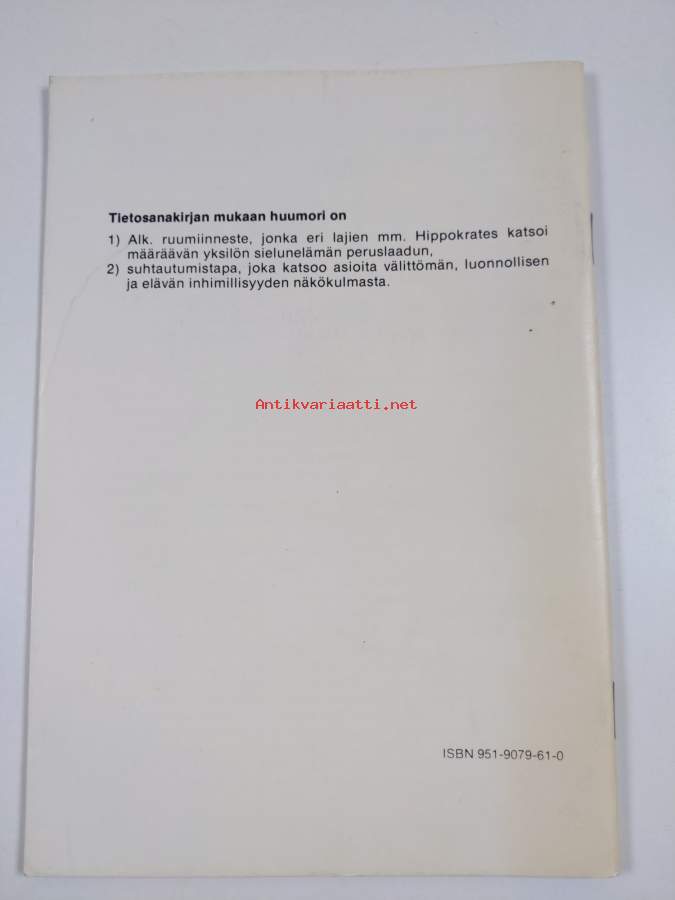 Tietosanakirjan mukaan huumori on
1) Alk. ruumiinneste, jonka eri lajien mm. Hippokrates katsoi
määräävän yksilön sielunelämän peruslaadun,
2) suhtautumistapa, joka katsoo asioita välittömän, luonnollisen
ja elävän inhimillisyyden näkökulmasta.
Antikvariaatti.net
ISBN 951-9079-61-0